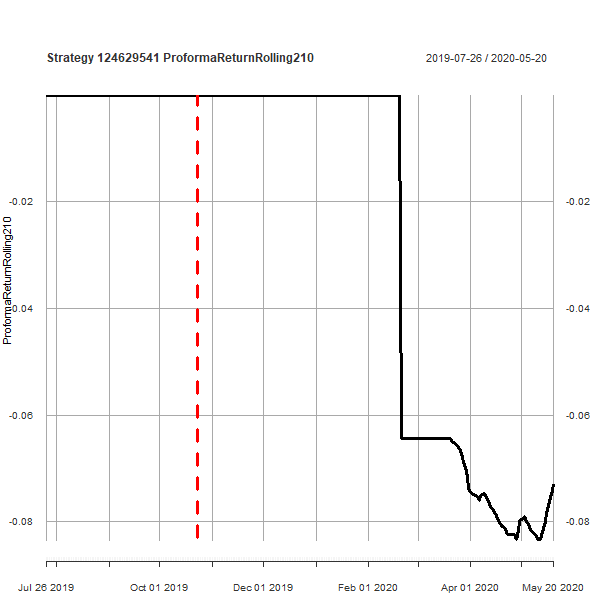 Strategy 124629541 ProformaReturnRolling210
2019-07-26 / 2020-05-20
ProformaReturnRolling210
-0.02
-0.04
-0.06
-0.08
-0.02
-0.04
-0.06
-0.08
Jul 26 2019
Oct 01 2019
Dec 01 2019
Feb 01 2020
Apr 01 2020
May 20 2020